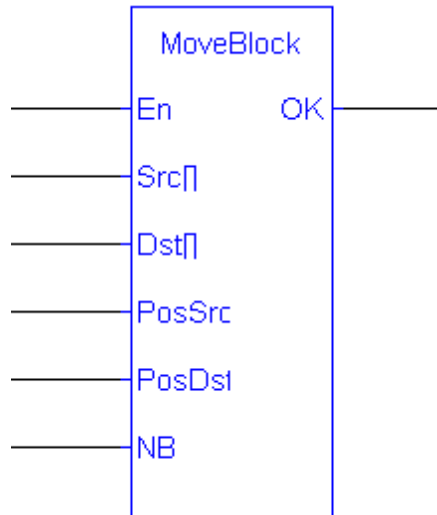 MoveBlock
En OK
Src[]
Dst[]
PosSrc
PosDst
NB